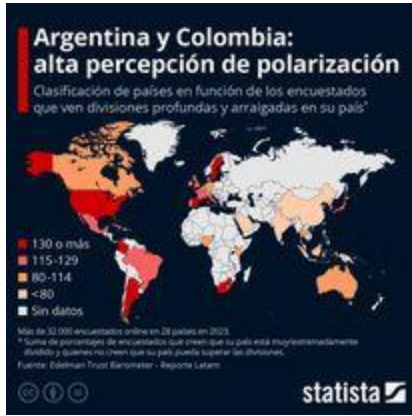 Argentina y Colombia:
alta percepción de polarización
Clasificación de países en función de los encuestados
que ven divisiones profundas y arraigadas en su país*
130 o más
115-129
80-114
<80
Sin datos
Más de 32.000 encuestados online en 28 países en 2023.
* Suma de porcentajes de encuestados que creen que su país está muy/extremadamente
dividido y quienes no creen que su país pueda superar las divisiones.
Fuente: Edelman Trust Barometer - Reporte Latam
statista